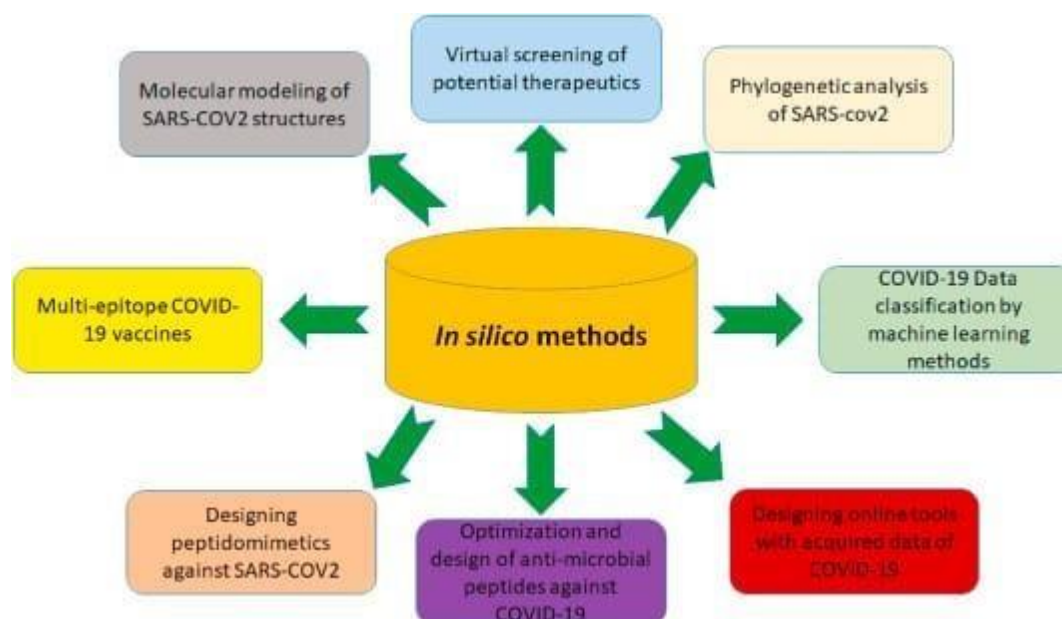 Virtual screening of
potential therapeutics
Molecular modeling of
SARS-COV2 structures
Phylogenetic analysis
of SARS-cov2
Multi-epitope COVID-
19 vaccines
In silico methods
COVID-19 Data
classification by
machine learning
methods
Designing
peptidomimetics
against SARS-COV2
Optimization and
design of anti-microbial
peptides against
COVID-19
Designing online tools
with acquired data of
COVID-19